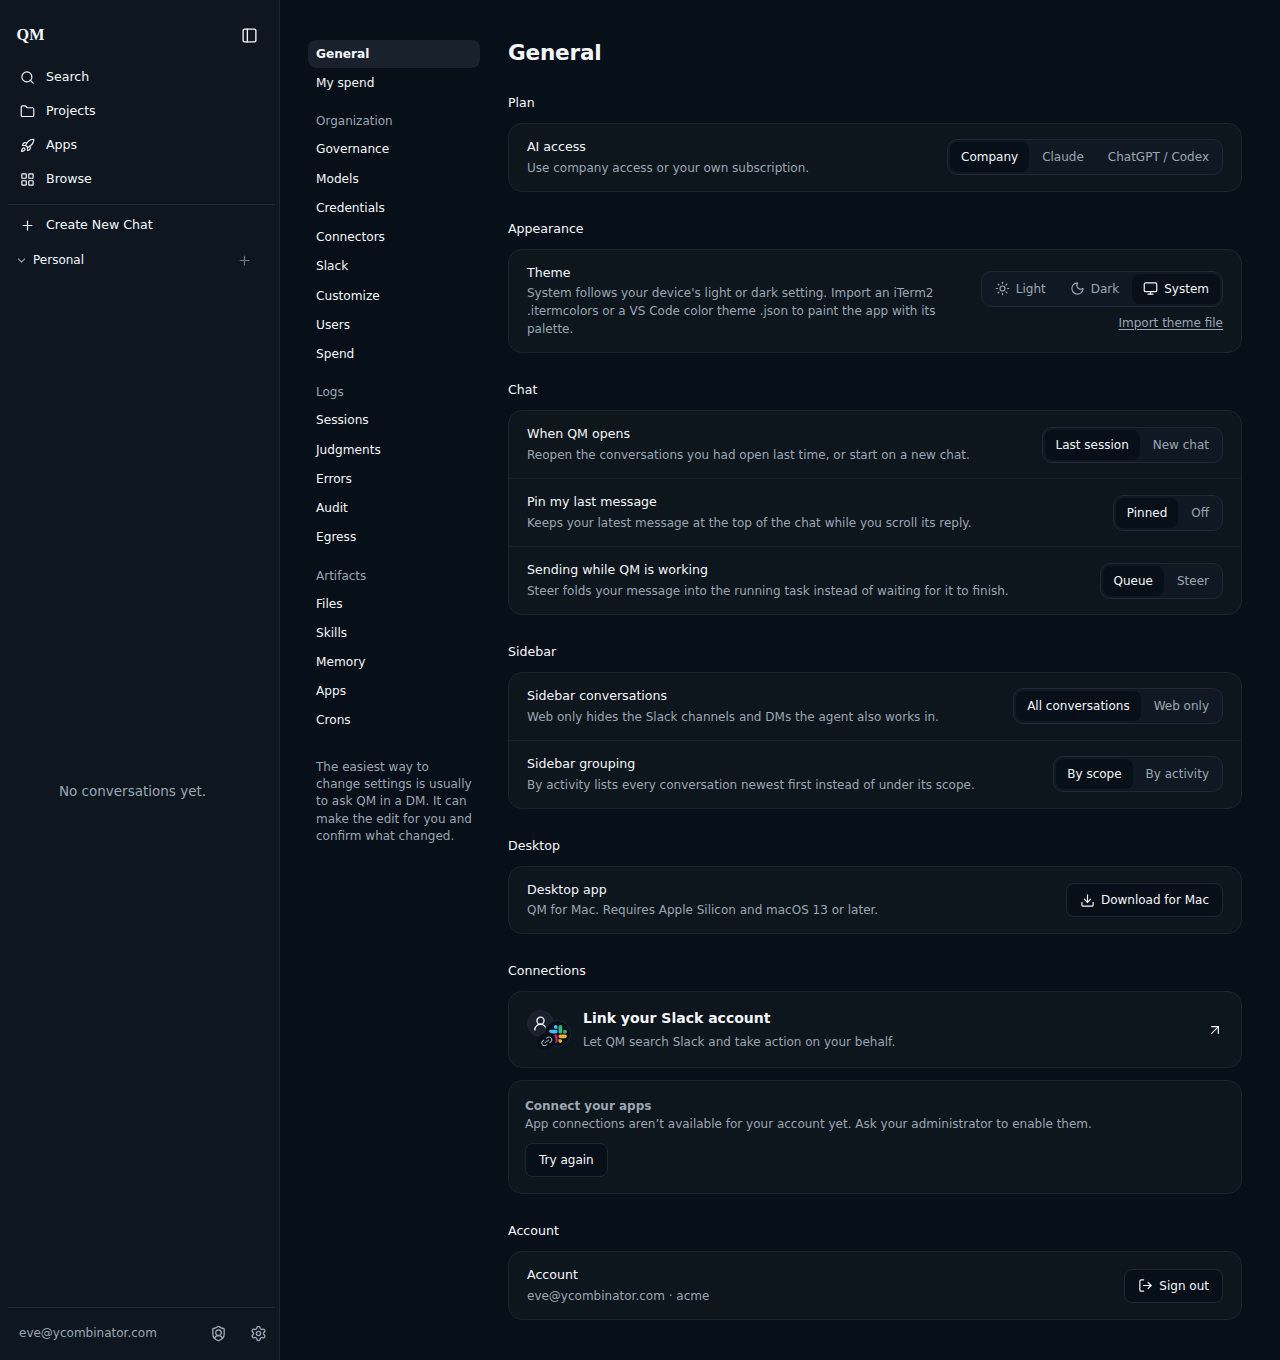 QM
Search
Projects
Apps
Browse
Create New Chat
Personal
No conversations yet.
eve@ycombinator.com
General
My spend
Organization
Governance
Models
Credentials
Connectors
Slack
Customize
Users
Spend
Logs
Sessions
Judgments
Errors
Audit
Egress
Artifacts
Files
Skills
Memory
Apps
Crons
The easiest way to
change settings is usually
to ask QM in a DM. It can
make the edit for you and
confirm what changed.
General
Plan
AI access
Use company access or your own subscription.
Company Claude ChatGPT / Codex
Appearance
Theme
System follows your device's light or dark setting. Import an iTerm2
.itermcolors or a VS Code color theme .json to paint the app with its
palette.
Light Dark System
Import theme file
Chat
When QM opens
Reopen the conversations you had open last time, or start on a new chat.
Last session New chat
Pin my last message
Keeps your latest message at the top of the chat while you scroll its reply.
Pinned Off
Sending while QM is working
Steer folds your message into the running task instead of waiting for it to finish.
Queue Steer
Sidebar
Sidebar conversations
Web only hides the Slack channels and DMs the agent also works in.
All conversations Web only
Sidebar grouping
By activity lists every conversation newest first instead of under its scope.
By scope By activity
Desktop
Desktop app
QM for Mac. Requires Apple Silicon and macOS 13 or later.
Download for Mac
Connections
Link your Slack account
Let QM search Slack and take action on your behalf.
Connect your apps
App connections aren’t available for your account yet. Ask your administrator to enable them.
Try again
Account
Account
eve@ycombinator.com · acme
Sign out